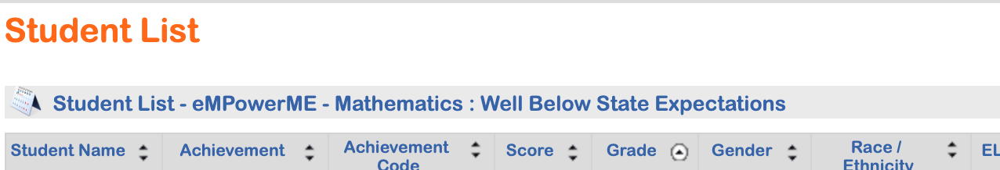 Student List
Student List - eMPowerME - Mathematics : Well Below State Expectations
Student Name Achievement Achievement Code Score Grade Gender Race / Ethnicity EL